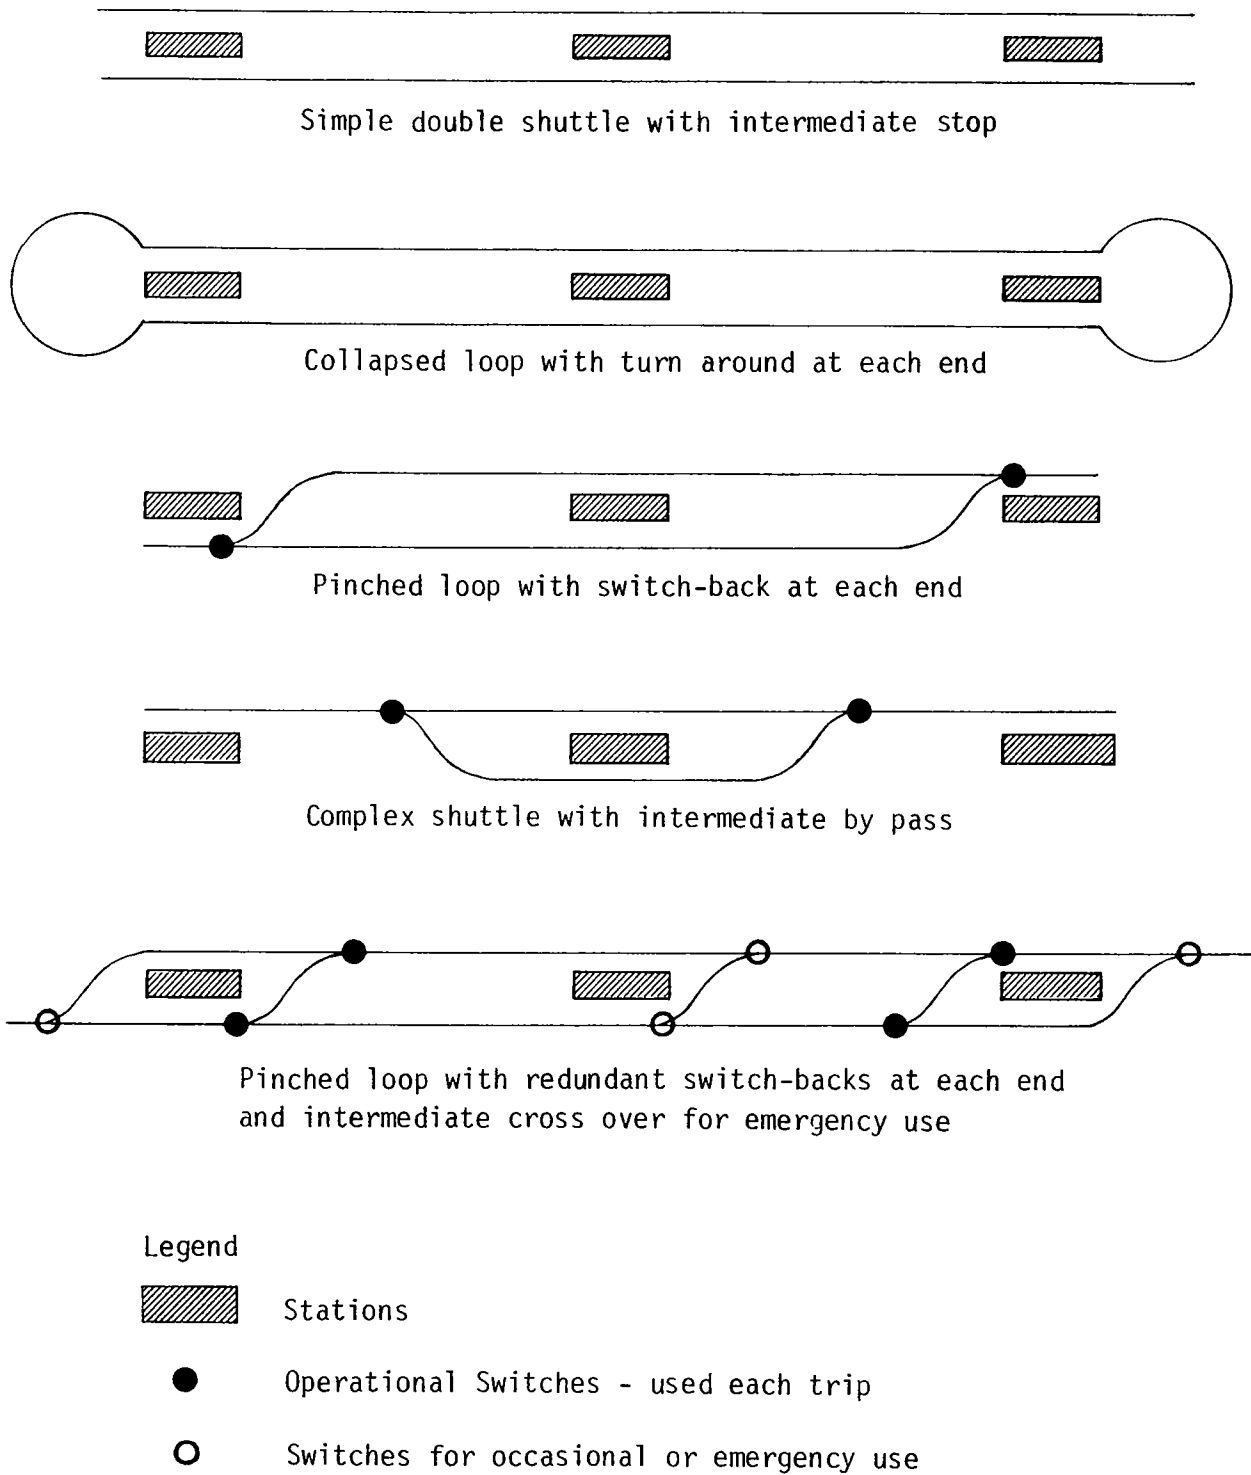 Simple double shuttle with intermediate stop
Collapsed loop with turn around at each end
Pinched loop with switch-back at each end
Complex shuttle with intermediate by pass
Pinched loop with redundant switch-backs at each end
and intermediate cross over for emergency use
Legend
Stations
Operational Switches - used each trip
Switches for occasional or emergency use